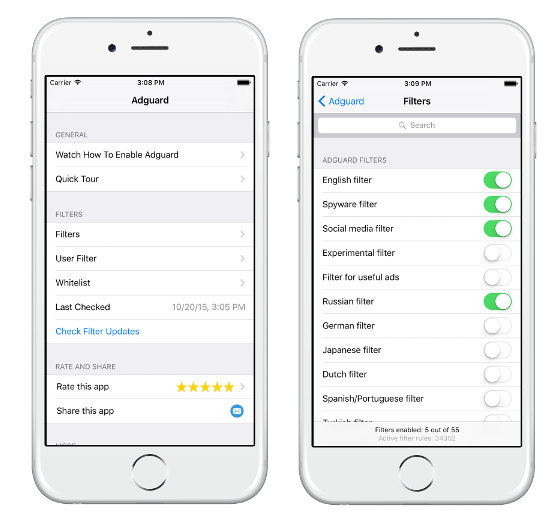 Carrier 3:08 PM
Adguard
GENERAL
Watch How To Enable Adguard
Quick Tour
FILTERS
Filters
User Filter
Whitelist
Last Checked 10/20/15, 3:05 PM
Check Filter Updates
RATE AND SHARE
Rate this app
Share this app
MORE
Carrier 3:09 PM
Adguard Filters
Search
ADGUARD FILTERS
English filter
Spyware filter
Social media filter
Experimental filter
Filter for useful ads
Russian filter
German filter
Japanese filter
Dutch filter
Spanish/Portuguese filter
Turkish filter
Filters enabled: 5 out of 55
Active filter rules: 34352